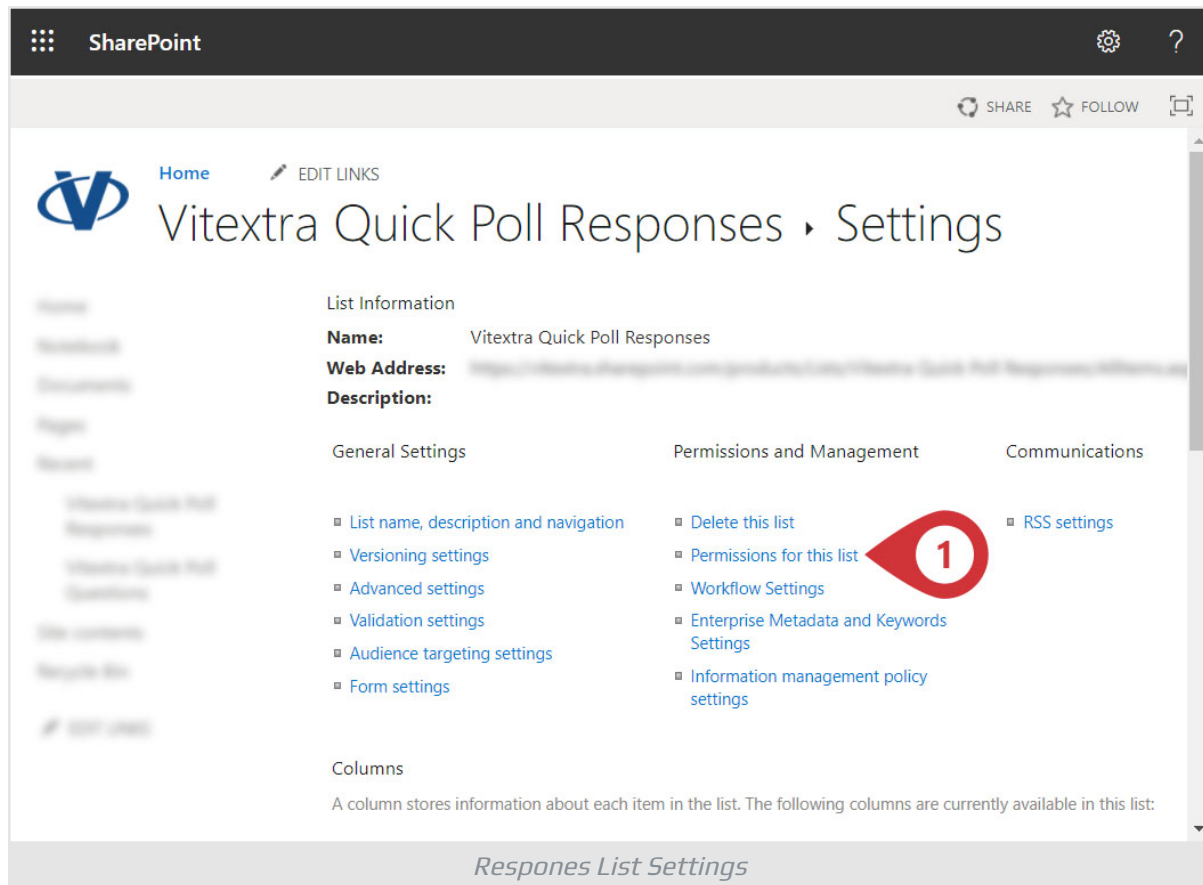 SharePoint
?
SHARE FOLLOW
Home EDIT LINKS
Vitextra Quick Poll Responses ▸ Settings
List Information
Name: Vitextra Quick Poll Responses
Web Address:
Description:
General Settings Permissions and Management Communications
List name, description and navigation Delete this list RSS settings
Versioning settings Permissions for this list 1
Advanced settings Workflow Settings
Validation settings Enterprise Metadata and Keywords
Settings
Audience targeting settings
Form settings Information management policy
settings
Columns
A column stores information about each item in the list. The following columns are currently available in this list:
Respones List Settings